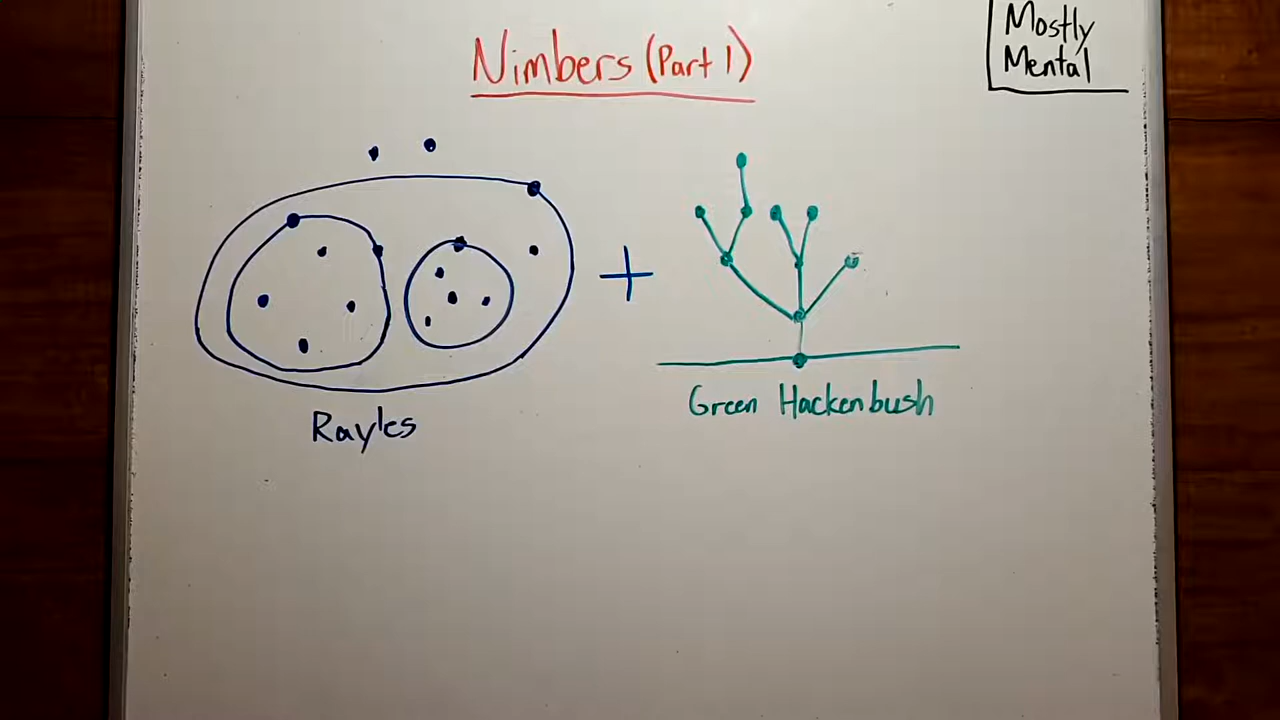 Nimbers (Part 1)
Mostly
Mental
+
Rayles
Green Hackenbush